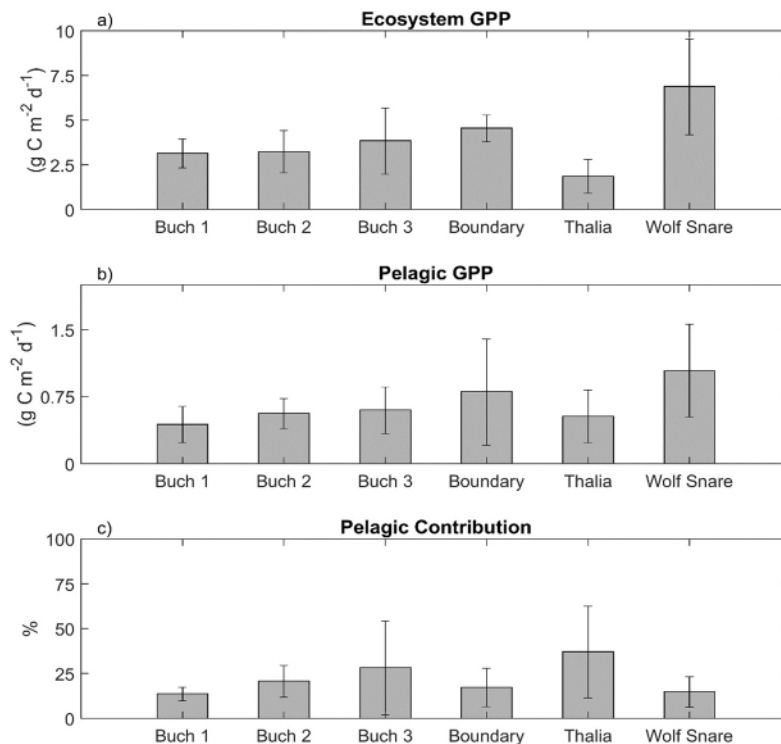 a) Ecosystem GPP
10
7.5
5
2.5
0
(g C m-2 d-1)
Buch 1 Buch 2 Buch 3 Boundary Thalia Wolf Snare
b) Pelagic GPP
1.5
0.75
0
(g C m-2 d-1)
Buch 1 Buch 2 Buch 3 Boundary Thalia Wolf Snare
c) Pelagic Contribution
100
75
50
25
0
%
Buch 1 Buch 2 Buch 3 Boundary Thalia Wolf Snare